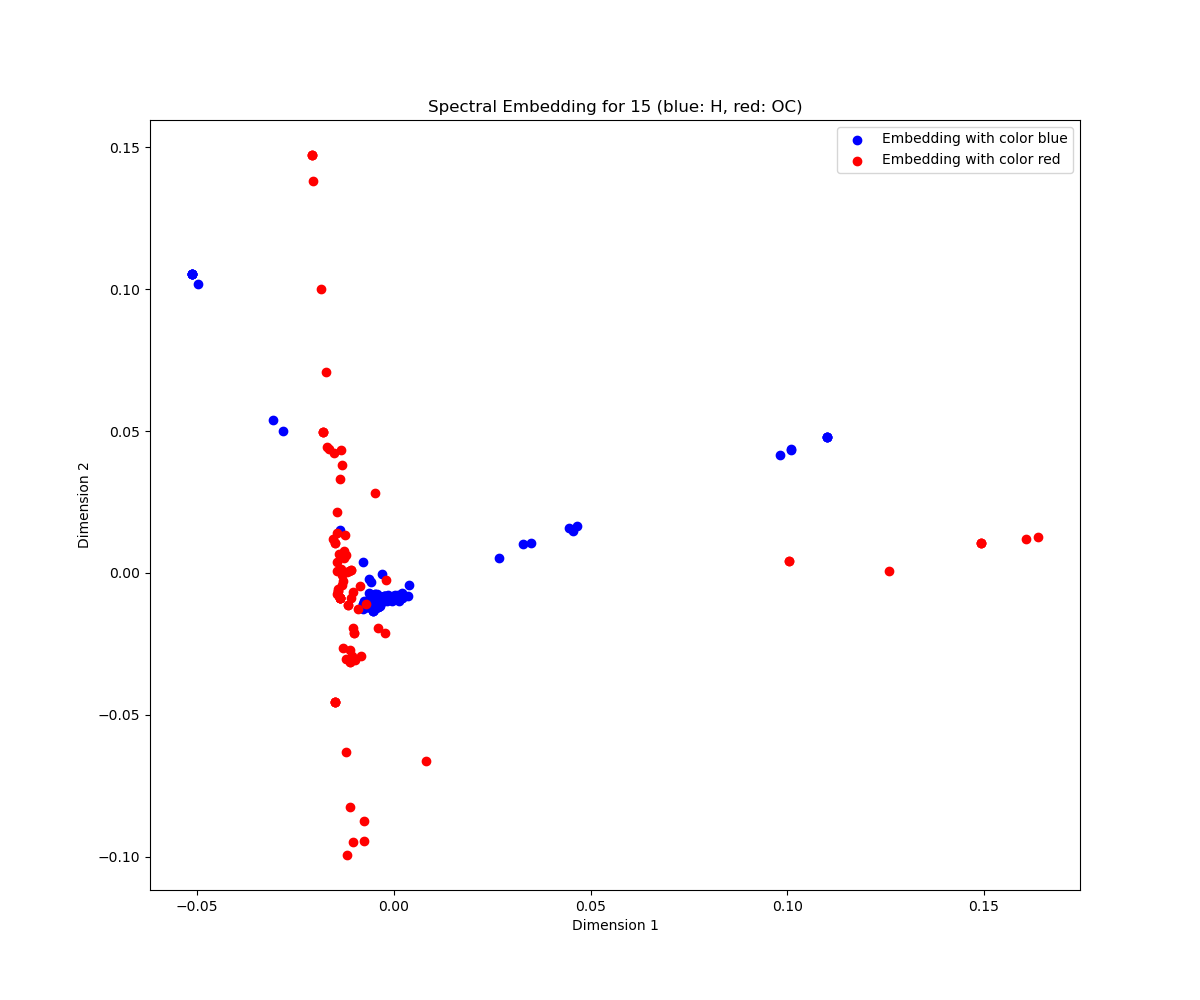 Spectral Embedding for 15 (blue: H, red: OC)
Embedding with color blue
Embedding with color red
0.15
0.10
0.05
0.00
−0.05
−0.10
Dimension 2
−0.05
0.00
0.05
0.10
0.15
Dimension 1